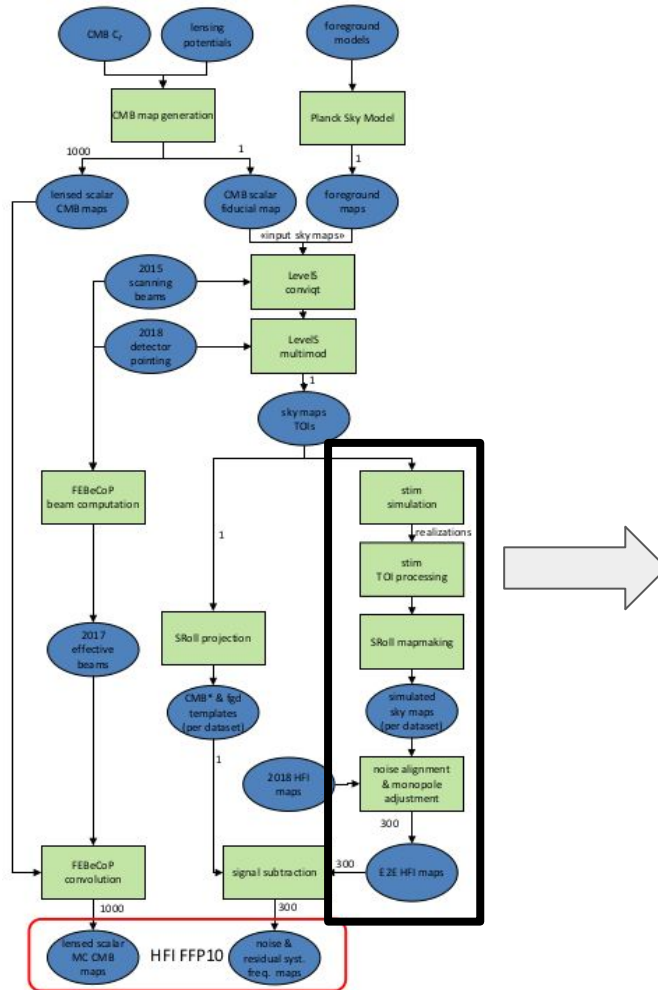 CMB Cℓ
lensing
potentials
foreground
models
CMB map generation
Planck Sky Model
1000
1
1
lensed scalar
CMB maps
CMB scalar
fiducial map
foreground
maps
«input sky maps»
2015
scanning
beams
LevelS
conviqt
2018
detector
pointing
LevelS
multimod
1
sky maps
TOIs
FEBeCoP
beam computation
stim
simulation
realizations
1
stim
TOI processing
2017
effective
beams
SRoll projection
SRoll mapmaking
CMB* & fgd
templates
(per dataset)
simulated
sky maps
(per dataset)
1
2018 HFI
maps
noise alignment
& monopole
adjustment
300
FEBeCoP
convolution
signal subtraction
300
E2E HFI maps
1000
300
lensed scalar
MC CMB
maps
HFI FFP10
noise &
residual syst.
freq. maps